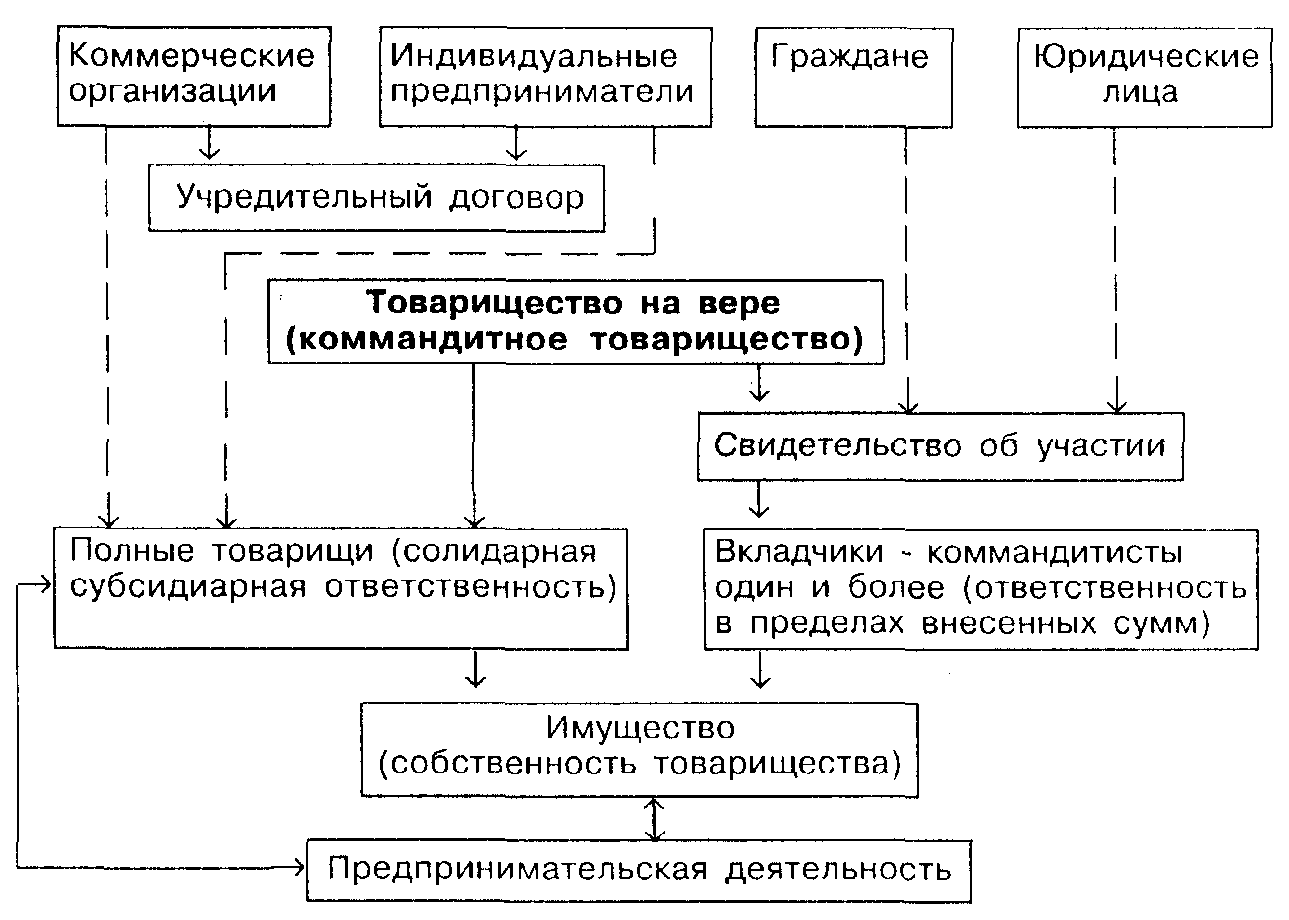 Коммерческие
организации
Индивидуальные
предприниматели
Граждане
Юридические
лица
Учредительный договор
Товарищество на вере
(коммандитное товарищество)
Свидетельство об участии
Полные товарищи (солидарная
субсидиарная ответственность)
Вкладчики - коммандитисты
один и более (ответственность
в пределах внесенных сумм)
Имущество
(собственность товарищества)
Предпринимательская деятельность